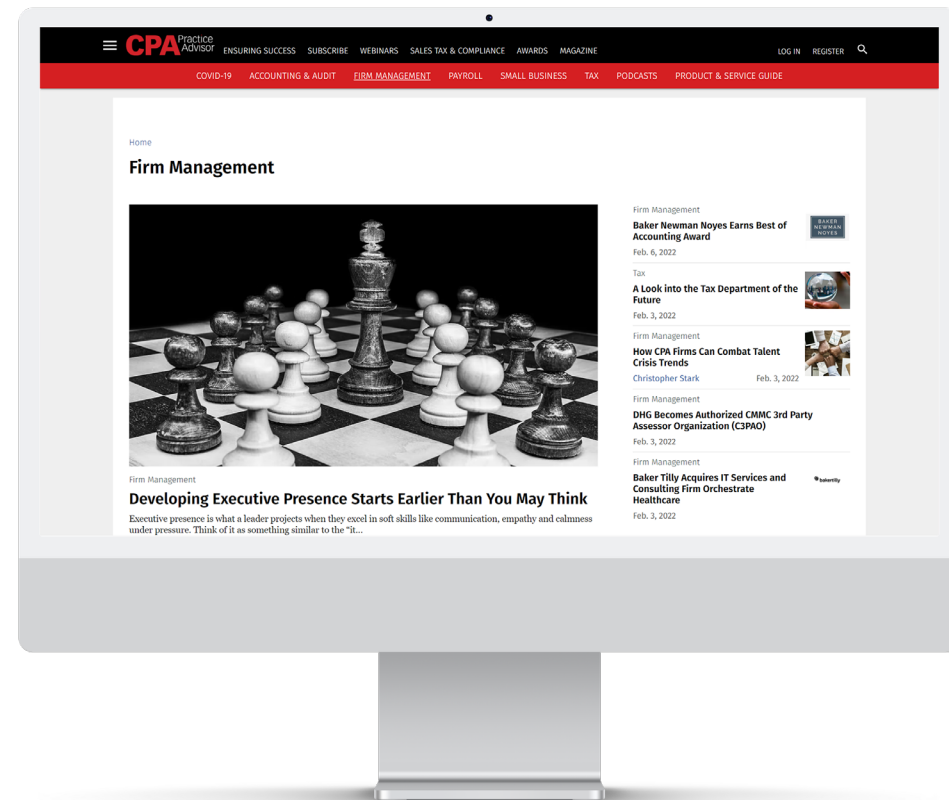 CPA Practice Advisor
ENSURING SUCCESS SUBSCRIBE WEBINARS SALES TAX & COMPLIANCE AWARDS MAGAZINE LOG IN REGISTER
COVID-19 ACCOUNTING & AUDIT FIRM MANAGEMENT PAYROLL SMALL BUSINESS TAX PODCASTS PRODUCT & SERVICE GUIDE
Home
Firm Management
Firm Management
Developing Executive Presence Starts Earlier Than You May Think
Executive presence is what a leader projects when they excel in soft skills like communication, empathy and calmness
under pressure. Think of it as something similar to the “it...
Firm Management
Baker Newman Noyes Earns Best of
Accounting Award
Feb. 6, 2022
BAKER
NEWMAN
NOYES
Tax
A Look into the Tax Department of the
Future
Feb. 3, 2022
Firm Management
How CPA Firms Can Combat Talent
Crisis Trends
Christopher Stark Feb. 3, 2022
Firm Management
DHG Becomes Authorized CMMC 3rd Party
Assessor Organization (C3PAO)
Feb. 3, 2022
Firm Management
Baker Tilly Acquires IT Services and
Consulting Firm Orchestrate
Healthcare
Feb. 3, 2022
bakertilly